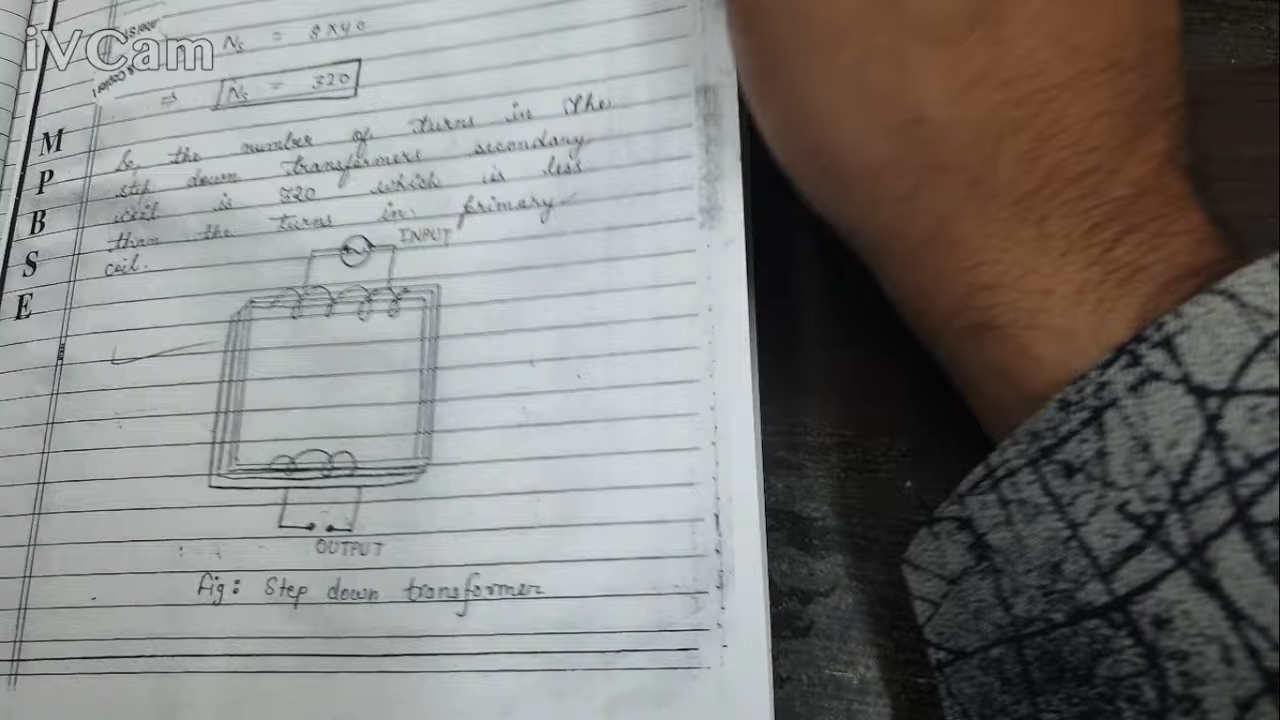 iVCam
Ns = 8×40
⇒ Ns = 320
So, the number of turns in the
step down transformers secondary
coil is 320 which is less
than the turns in primary
coil.
M
P
B
S
E
INPUT
OUTPUT
Fig: Step down transformer